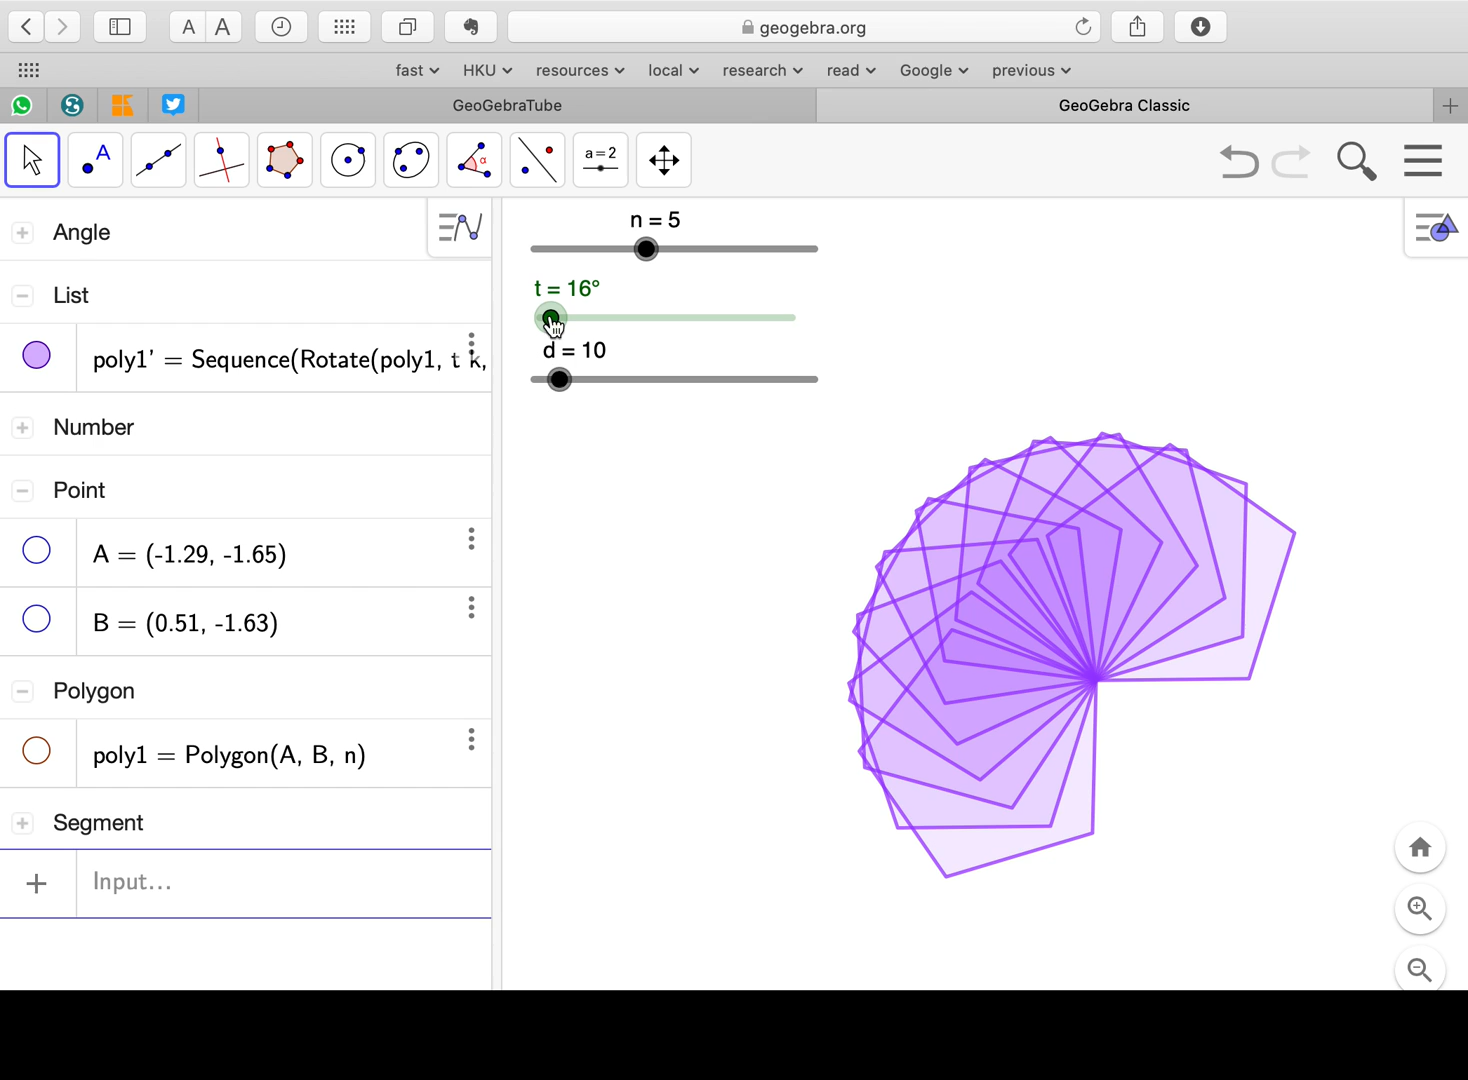 A A
geogebra.org
fast HKU resources local research read Google previous
GeoGebraTube
GeoGebra Classic
A
α
a=2
Angle
List
poly1’ = Sequence(Rotate(poly1, t k,
Number
Point
A = (-1.29, -1.65)
B = (0.51, -1.63)
Polygon
poly1 = Polygon(A, B, n)
Segment
Input...
n = 5
t = 16°
d = 10